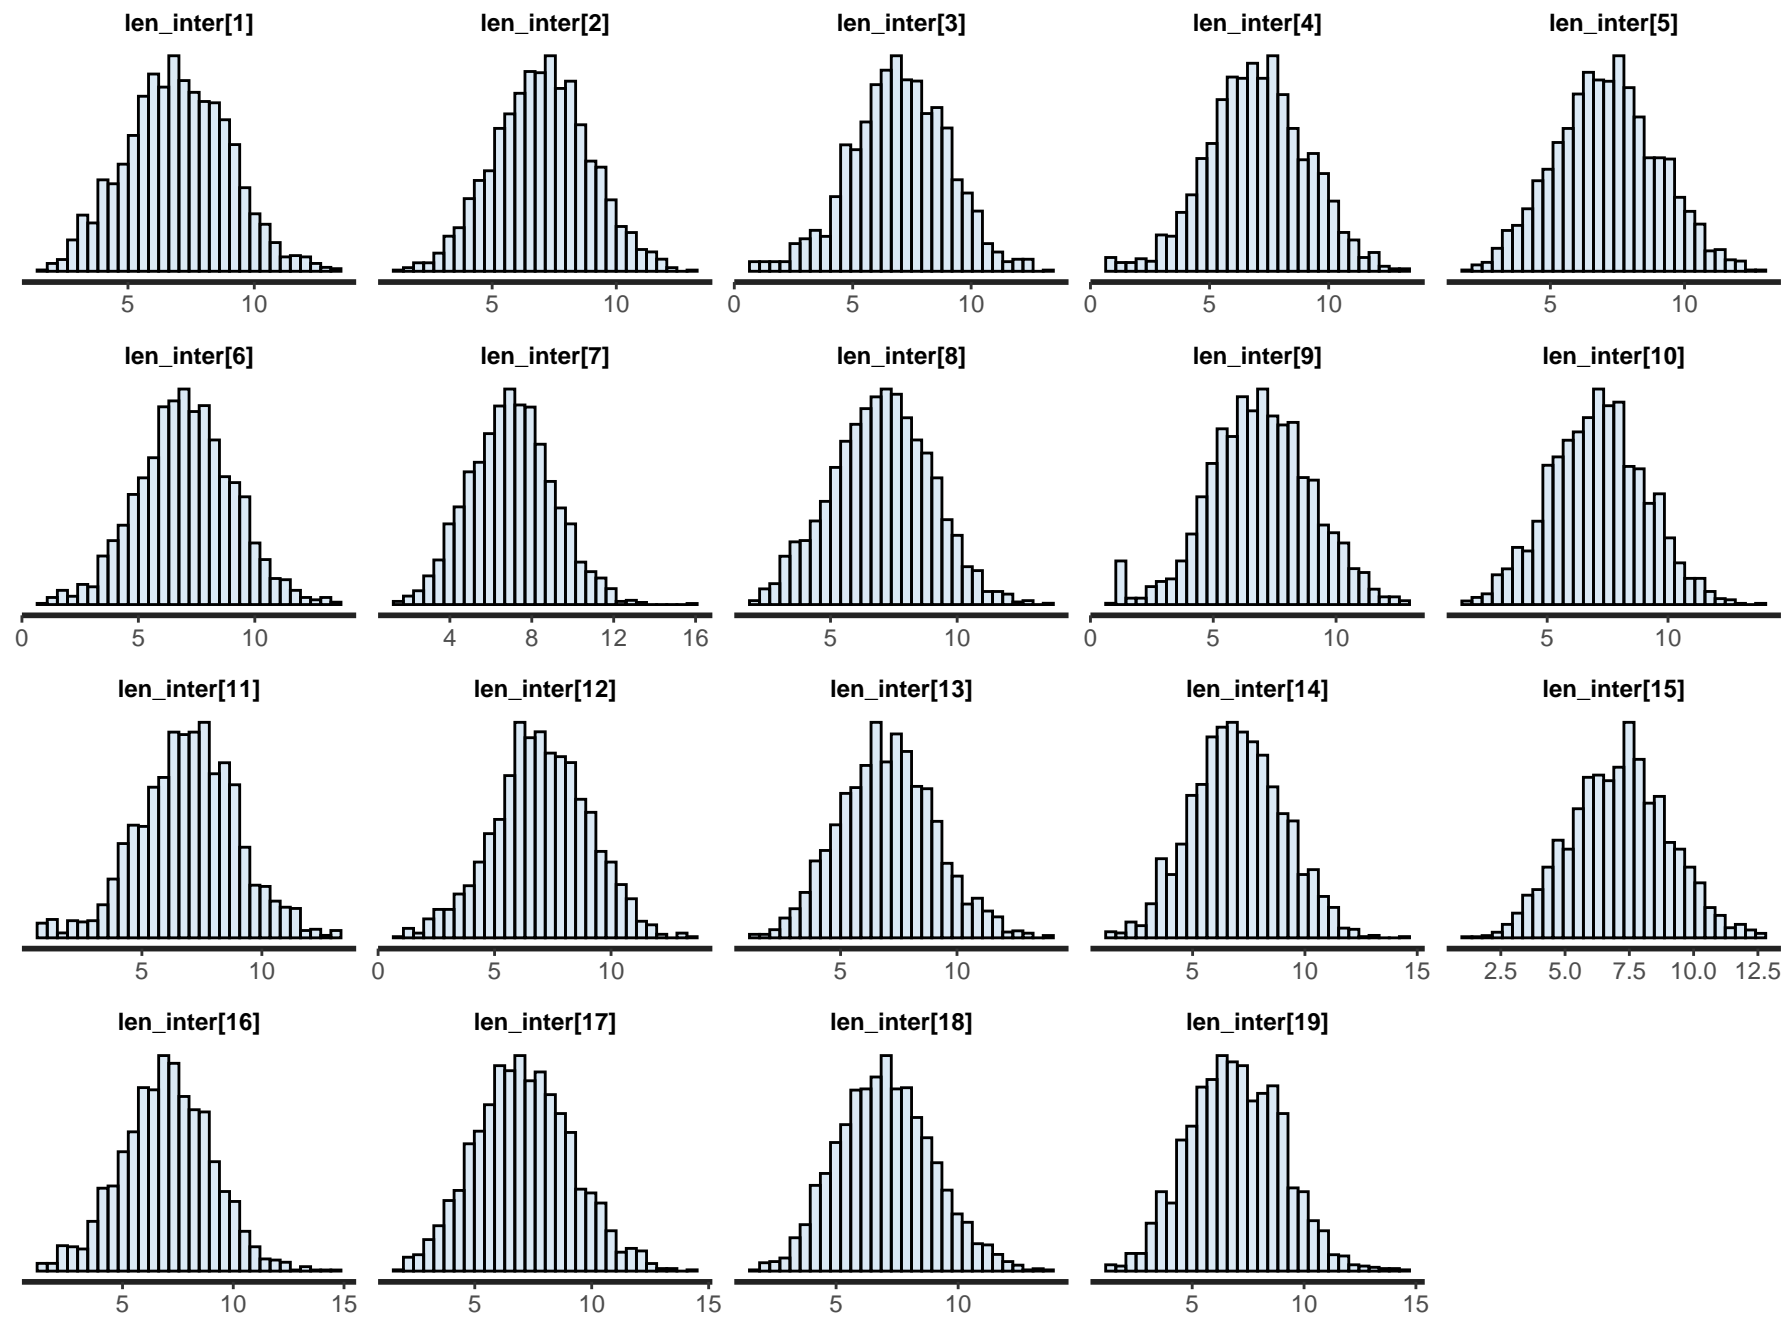 len_inter[1] len_inter[2] len_inter[3] len_inter[4] len_inter[5]
5 10 5 10 0 5 10 0 5 10 5 10
len_inter[6] len_inter[7] len_inter[8] len_inter[9] len_inter[10]
0 5 10 4 8 12 16 5 10 0 5 10 5 10
len_inter[11] len_inter[12] len_inter[13] len_inter[14] len_inter[15]
5 10 0 5 10 5 10 5 10 15 2.5 5.0 7.5 10.0 12.5
len_inter[16] len_inter[17] len_inter[18] len_inter[19]
5 10 15 5 10 15 5 10 5 10 15